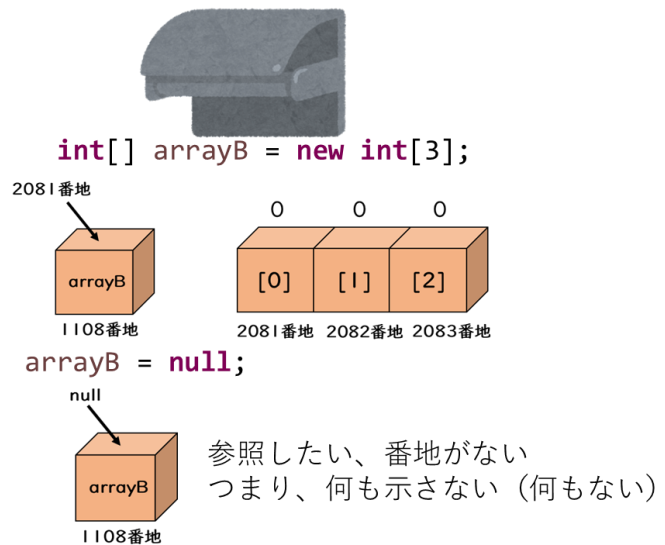 int[] arrayB = new int[3];
2081番地
0 0 0
arrayB
[0] [1] [2]
1108番地
2081番地 2082番地 2083番地
arrayB = null;
null
参照したい、番地がない
つまり、何も示さない（何もない）
arrayB
1108番地